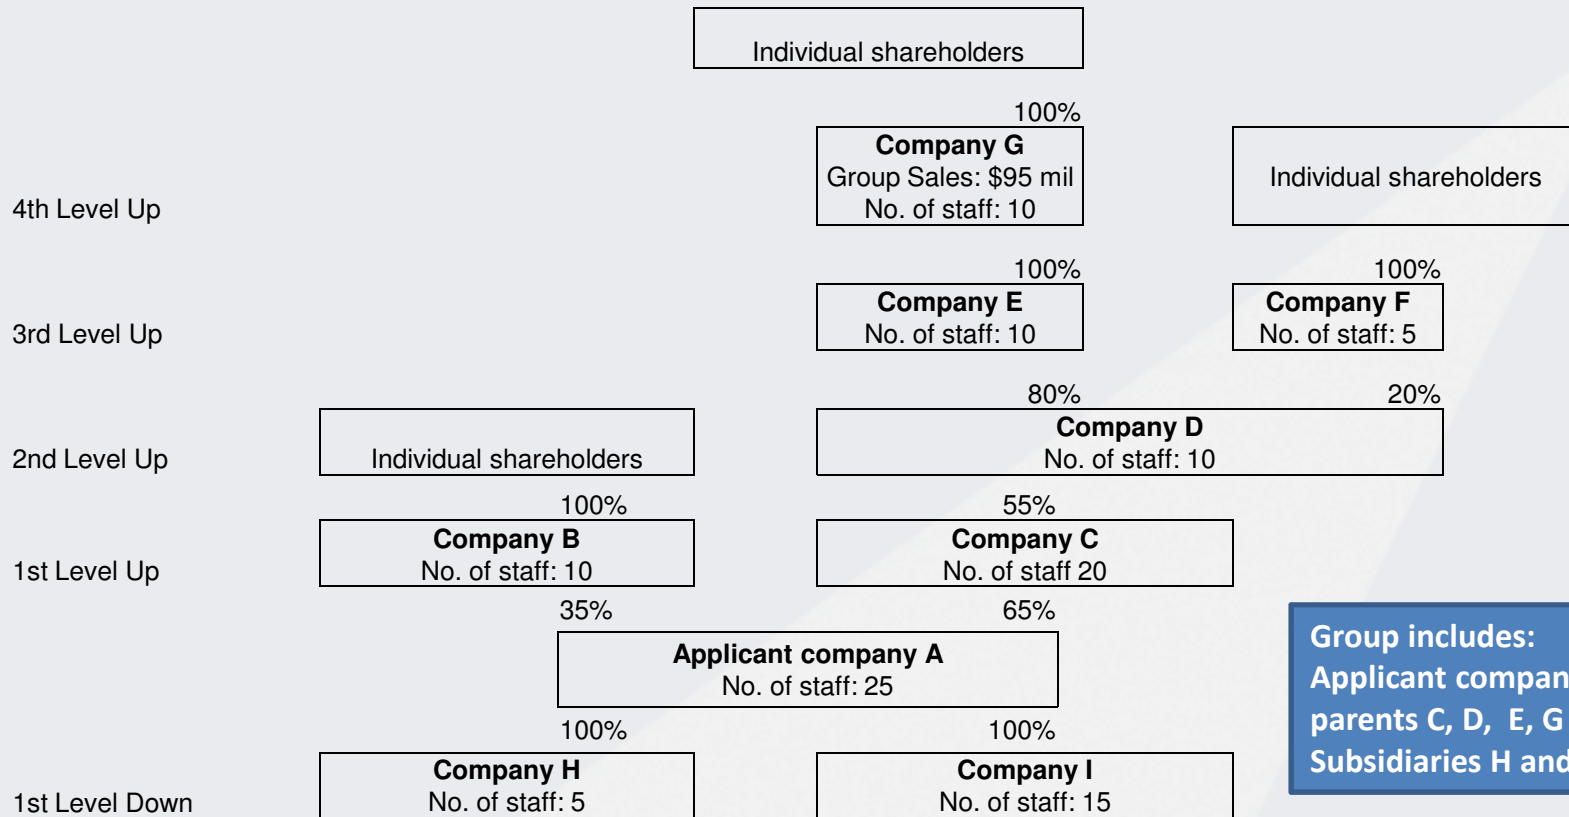 Individual shareholders
100%
Company G
Group Sales: $95 mil
No. of staff: 10
Individual shareholders
4th Level Up
100%
100%
Company E
No. of staff: 10
Company F
No. of staff: 5
3rd Level Up
80%
20%
Company D
No. of staff: 10
2nd Level Up
Individual shareholders
100%
55%
Company B
No. of staff: 10
Company C
No. of staff 20
1st Level Up
35%
65%
Applicant company A
No. of staff: 25
Group includes:
Applicant
parents C, D, E, G
Subsidiaries H
100%
100%
Company H
No. of staff: 5
Company I
No. of staff: 15
1st Level Down